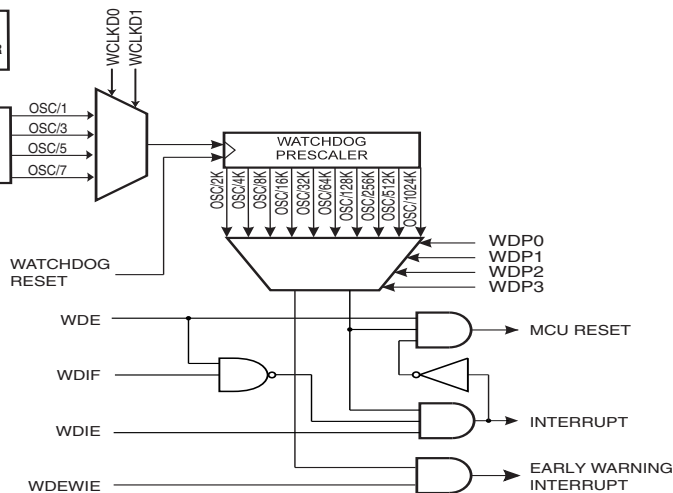 WCLKD0
WCLKD1
OSC/1
OSC/3
OSC/5
OSC/7
WATCHDOG
PRESCALER
OSC/2K
OSC/4K
OSC/8K
OSC/16K
OSC/32K
OSC/64K
OSC/128K
OSC/256K
OSC/512K
OSC/1024K
WDP0
WDP1
WDP2
WDP3
WATCHDOG
RESET
WDE
MCU RESET
WDIF
WDIE
INTERRUPT
WDEWIE
EARLY WARNING
INTERRUPT